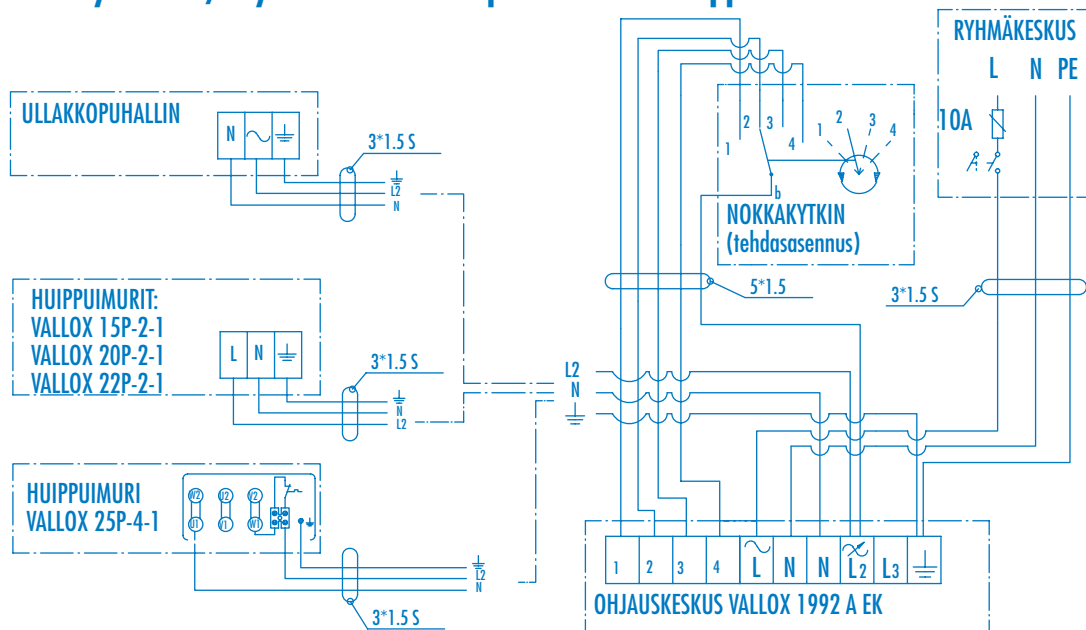 RYHMÄKESKUS
L N PE
10A
3*1.5 S
ULLAKKOPUHALLIN
N
3*1.5 S
L2
N
1 2 3 4
1 2 3 4
b
NOKKAKYTKIN
(tehdasasennus)
5*1.5
HUIPPUIMURIT:
VALLOX 15P-2-1
VALLOX 20P-2-1
VALLOX 22P-2-1
L N
3*1.5 S
N
L2
L2
N
HUIPPUIMURI
VALLOX 25P-4-1
W2 U2 V2
U1 V1 W1
L2
N
3*1.5 S
1 2 3 4 L N N L2 L3
OHJAUSKESKUS VALLOX 1992 A EK